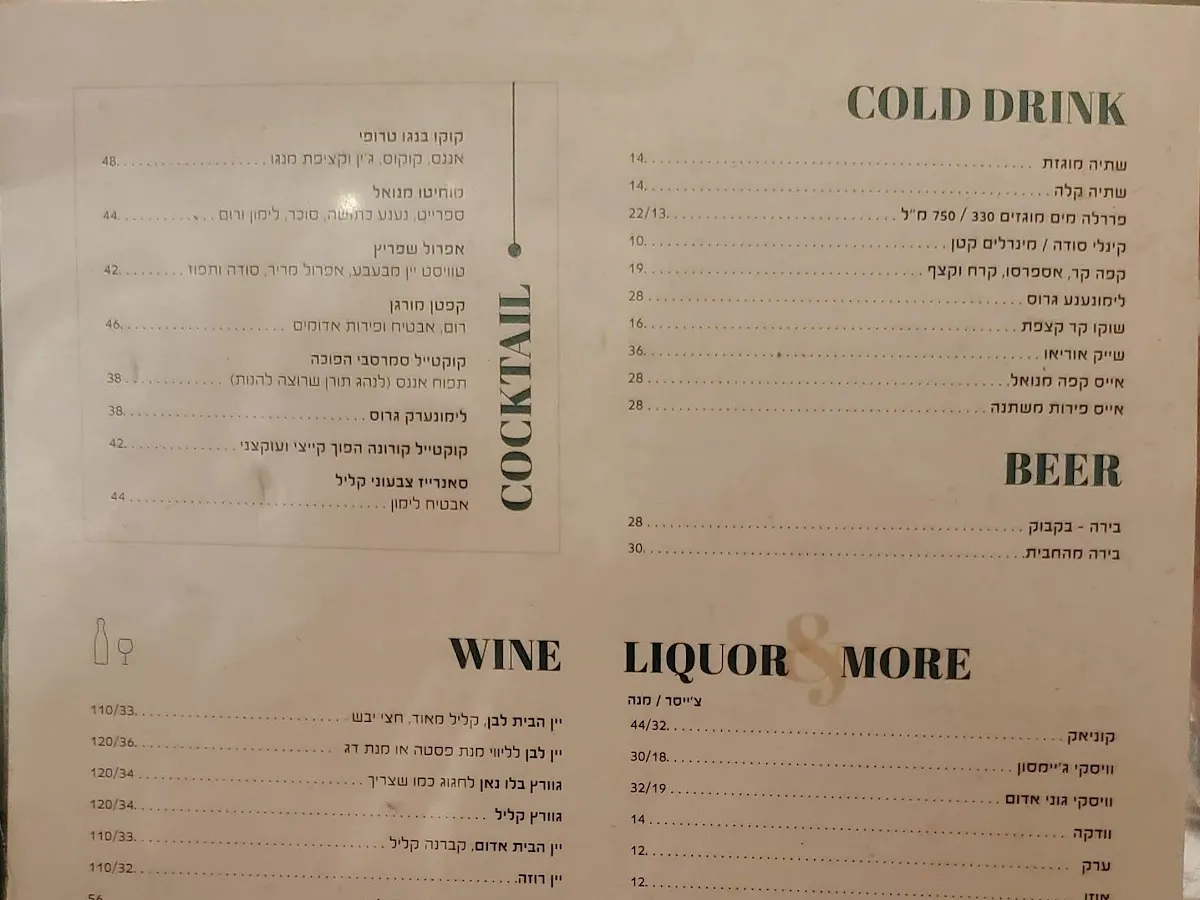 COLD DRINK
שתיה מוגזת 14
שתיה קלה 14
פררלה מים מוגזים 330 / 750 מ"ל 22/13
קינלי סודה / מינרלים קטן 10
קפה קר, אספרסו, קרח וקצף 19
לימונענע גרוס 28
שוקו קר קצפת 16
שייק אוריאו 36
אייס קפה מנואל 28
אייס פירות משתנה 28
BEER
בירה - בקבוק 28
בירה מהחבית 30
COCKTAIL
קוקו בנגו טרופי
אננס, קוקוס, ג'ין וקציפת מנגו 48
מוחיטו מנואל
ספרייט, נענע כתושה, סוכר, לימון ורום 44
אפרול שפריץ
טוויסט יין מבעבע, אפרול מריר, סודה ותפוז 42
קפטן מורגן
רום, אבטיח ופירות אדומים 46
קוקטייל סמרסבי הפוכה
תפוח אננס (לנהג תורן שרוצה להנות) 38
לימונערק גרוס 38
קוקטייל קורונה הפוך קייצי ועוקצני 42
סאנרייז צבעוני קליל
אבטיח לימון 44
LIQUOR & MORE
צ'ייסר / מנה
קוניאק 44/32
וויסקי ג'יימסון 30/18
וויסקי גוני אדום 32/19
וודקה 14
ערק 12
אוזו 12
WINE
יין הבית לבן, קליל מאוד, חצי יבש 110/33
יין לבן לליווי מנת פסטה או מנת דג 120/36
גוורץ בלו נאן לחגוג כמו שצריך 120/34
גוורץ קליל 120/34
יין הבית אדום, קברנה קליל 110/33
יין רוזה 110/32
56